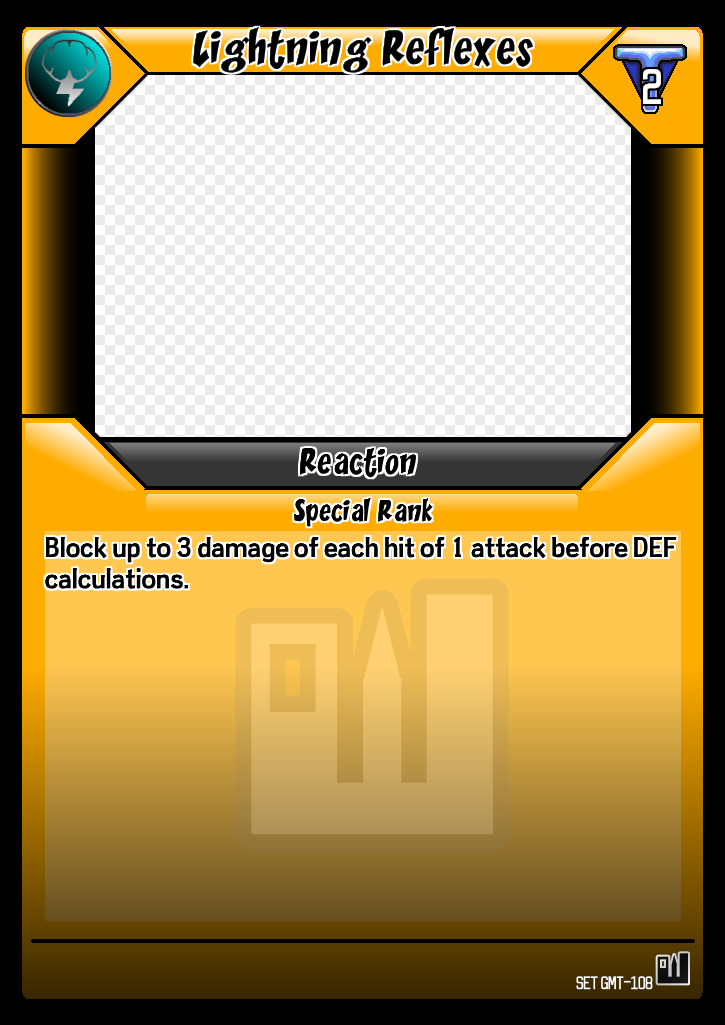 Lightning Reflexes
2
Reaction
Special Rank
Block up to 3 damage of each hit of 1 attack before DEF
calculations.
SET GMT-108